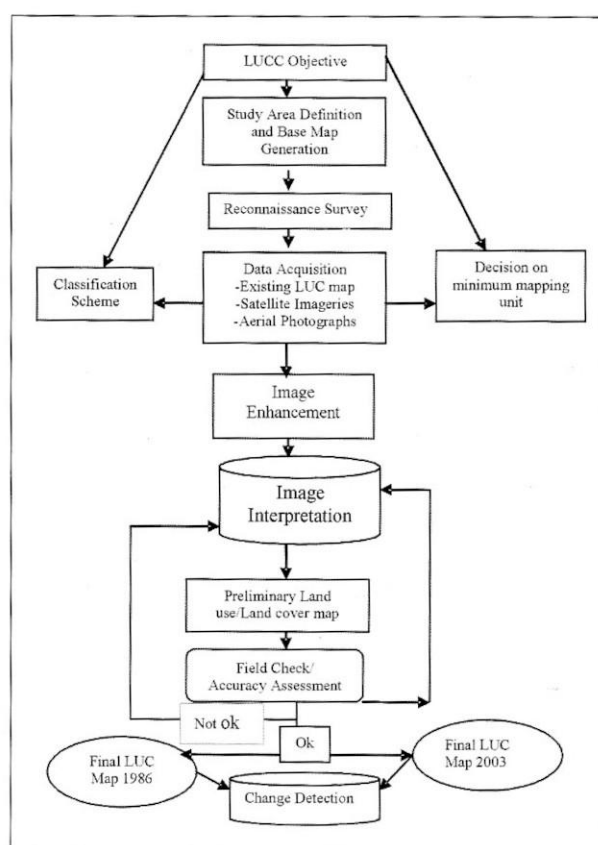 LUCC Objective
Study Area Definition
and Base Map
Generation
Reconnaissance Survey
Data Acquisition
-Existing LUC map
-Satellite Imageries
-Aerial Photographs
Classification
Scheme
Decision on
minimum mapping
unit
Image
Enhancement
Image
Interpretation
Preliminary Land
use/Land cover map
Field Check/
Accuracy Assessment
Not ok
Ok
Final LUC
Map 1986
Final LUC
Map 2003
Change Detection